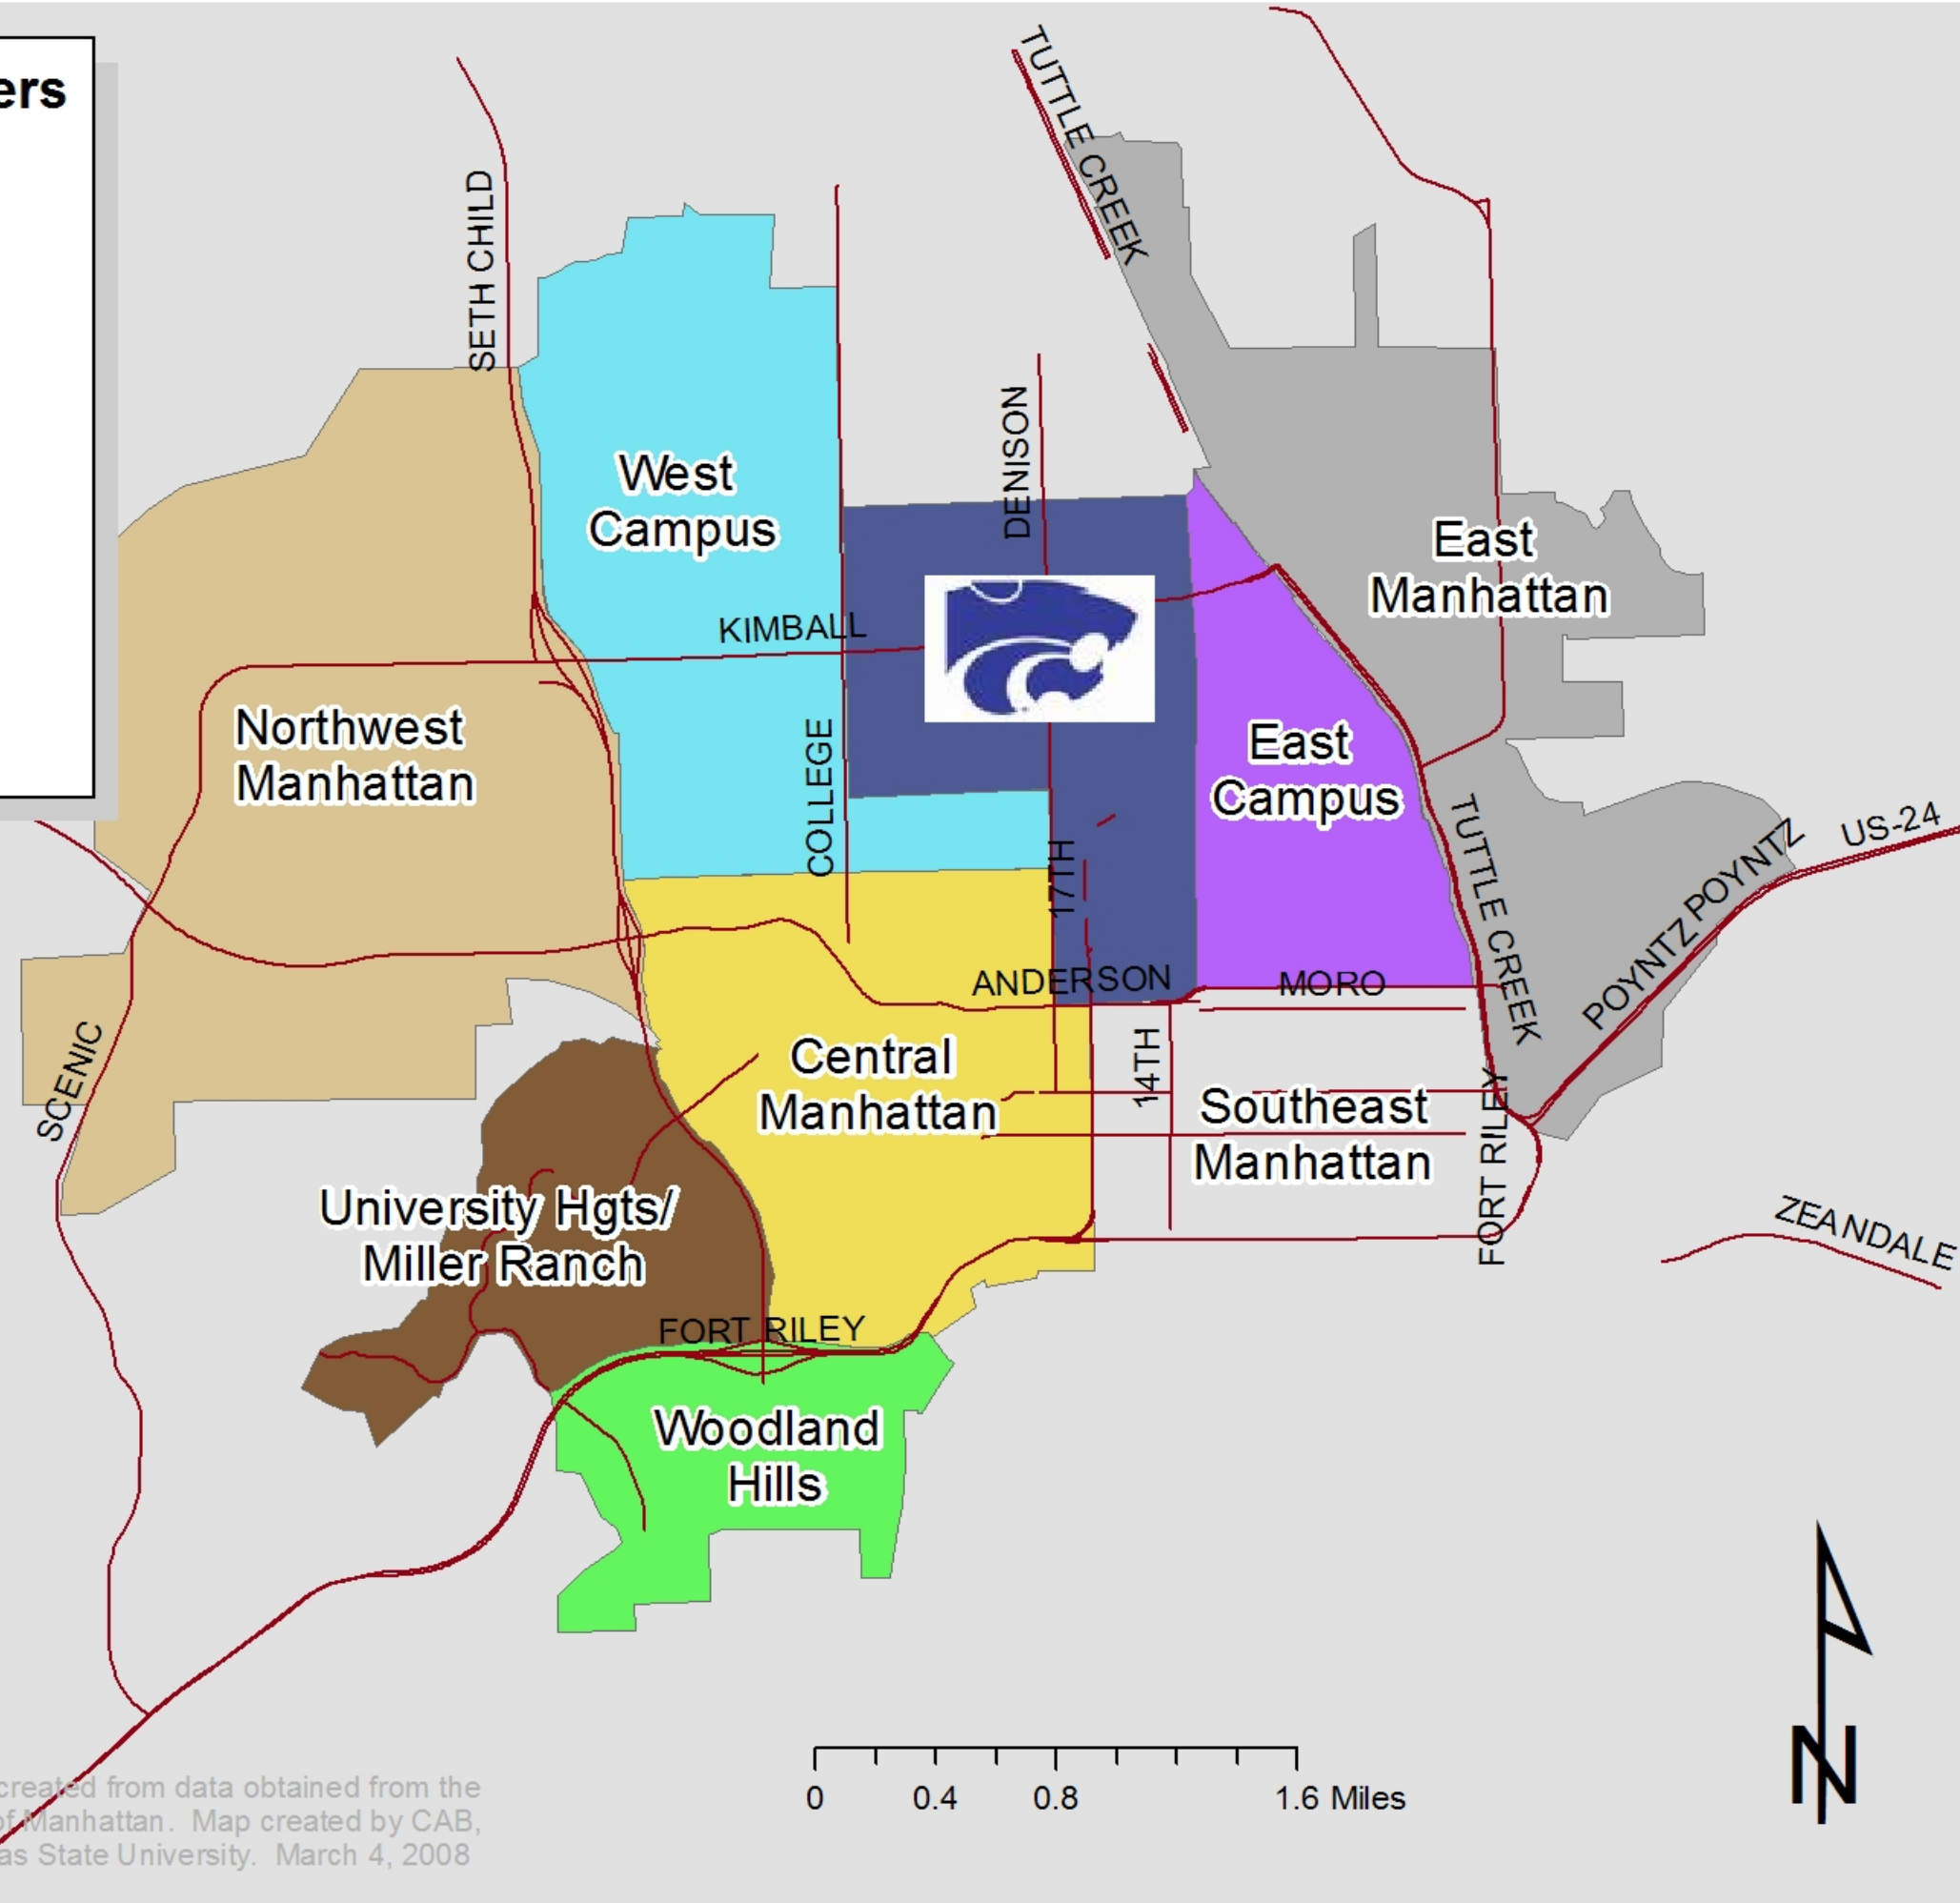 ers
TUTTLE CREEK
SETH CHILD
DENISON
West
Campus
East
Manhattan
KIMBALL
Northwest
Manhattan
COLLEGE
East
Campus
TUTTLE CREEK
US-24
POYNTZ
POYNTZ
17TH
ANDERSON
MORO
SCENIC
Central
Manhattan
14TH
Southeast
Manhattan
FORT RILEY
University Hgts/
Miller Ranch
ZEANDALE
FORT RILEY
Woodland
Hills
N
0 0.4 0.8 1.6 Miles
created from data obtained from the
of Manhattan. Map created by CAB,
as State University. March 4, 2008